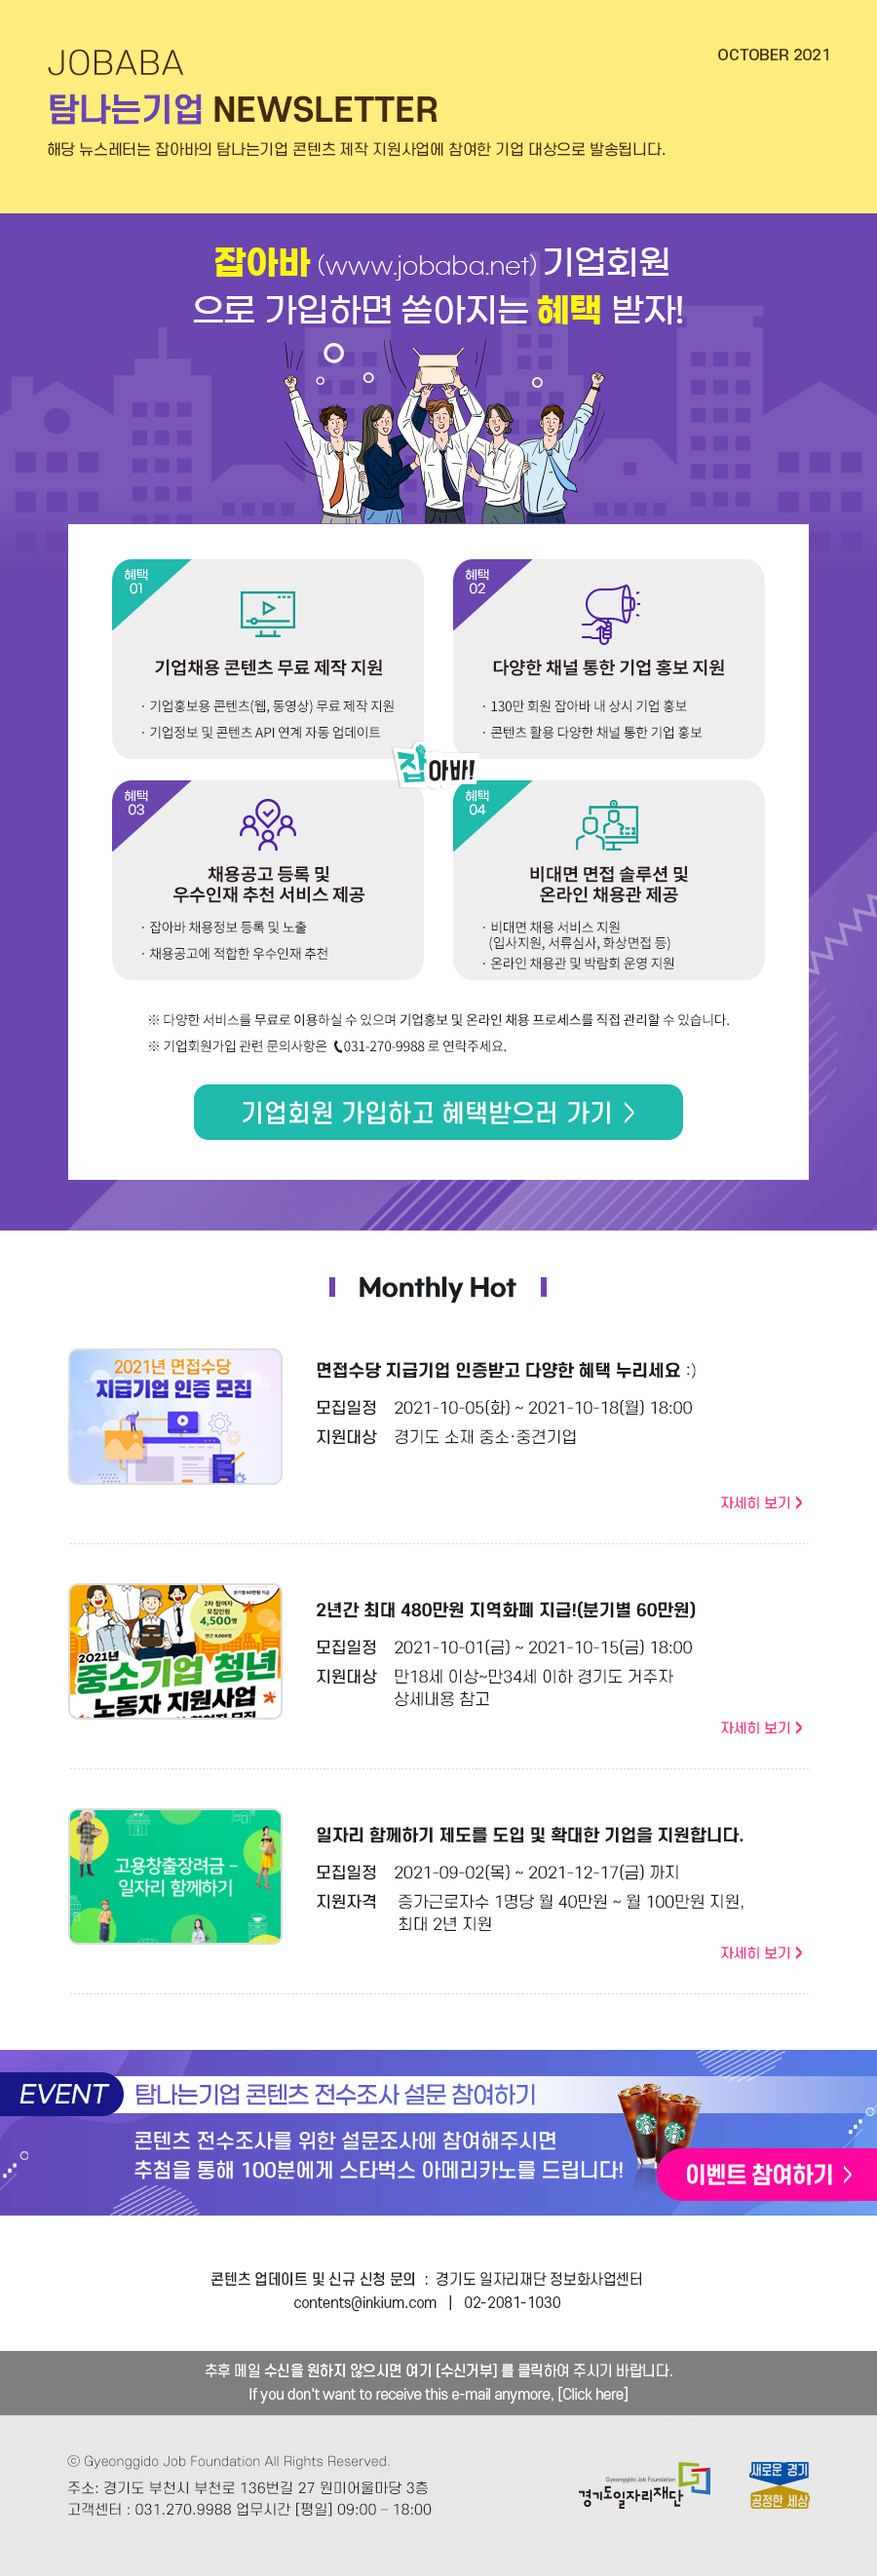 JOBABA
OCTOBER 2021
탐나는기업 NEWSLETTER
해당 뉴스레터는 잡아바의 탐나는기업 콘텐츠 제작 지원사업에 참여한 기업 대상으로 발송됩니다.
잡아바 (www.jobaba.net) 기업회원
으로 가입하면 쏟아지는 혜택 받자!
혜택
01
기업채용 콘텐츠 무료 제작 지원
· 기업홍보용 콘텐츠(웹, 동영상) 무료 제작 지원
· 기업정보 및 콘텐츠 API 연계 자동 업데이트
혜택
02
다양한 채널 통한 기업 홍보 지원
· 130만 회원 잡아바 내 상시 기업 홍보
· 콘텐츠 활용 다양한 채널 통한 기업 홍보
잡아바!
혜택
03
채용공고 등록 및
우수인재 추천 서비스 제공
· 잡아바 채용정보 등록 및 노출
· 채용공고에 적합한 우수인재 추천
혜택
04
비대면 면접 솔루션 및
온라인 채용관 제공
· 비대면 채용 서비스 지원
(입사지원, 서류심사, 화상면접 등)
· 온라인 채용관 및 박람회 운영 지원
※ 다양한 서비스를 무료로 이용하실 수 있으며 기업홍보 및 온라인 채용 프로세스를 직접 관리할 수 있습니다.
※ 기업회원가입 관련 문의사항은 031-270-9988 로 연락주세요.
기업회원 가입하고 혜택받으러 가기 >
Monthly Hot
2021년 면접수당
지급기업 인증 모집
면접수당 지급기업 인증받고 다양한 혜택 누리세요 :)
모집일정 2021-10-05(화) ~ 2021-10-18(월) 18:00
지원대상 경기도 소재 중소·중견기업
자세히 보기 >
분기별 60만원 지급
2차 참여자
모집인원
4,500명
연간 9,000명
2021년
중소기업 청년
노동자 지원사업
2년간 최대 480만원 지역화폐 지급!(분기별 60만원)
모집일정 2021-10-01(금) ~ 2021-10-15(금) 18:00
지원대상 만18세 이상~만34세 이하 경기도 거주자
상세내용 참고
자세히 보기 >
고용창출장려금 -
일자리 함께하기
일자리 함께하기 제도를 도입 및 확대한 기업을 지원합니다.
모집일정 2021-09-02(목) ~ 2021-12-17(금) 까지
지원자격 증가근로자수 1명당 월 40만원 ~ 월 100만원 지원,
최대 2년 지원
자세히 보기 >
EVENT 탐나는기업 콘텐츠 전수조사 설문 참여하기
콘텐츠 전수조사를 위한 설문조사에 참여해주시면
추첨을 통해 100분에게 스타벅스 아메리카노를 드립니다!
이벤트 참여하기 >
콘텐츠 업데이트 및 신규 신청 문의 : 경기도 일자리재단 정보화사업센터
contents@inkium.com | 02-2081-1030
추후 메일 수신을 원하지 않으시면 여기 [수신거부] 를 클릭하여 주시기 바랍니다.
If you don't want to receive this e-mail anymore, [Click here]
ⓒ Gyeonggido Job Foundation All Rights Reserved.
주소: 경기도 부천시 부천로 136번길 27 원미어울마당 3층
고객센터 : 031.270.9988 업무시간 [평일] 09:00 – 18:00
Gyeonggido Job Foundation
경기도일자리재단
새로운 경기
공정한 세상